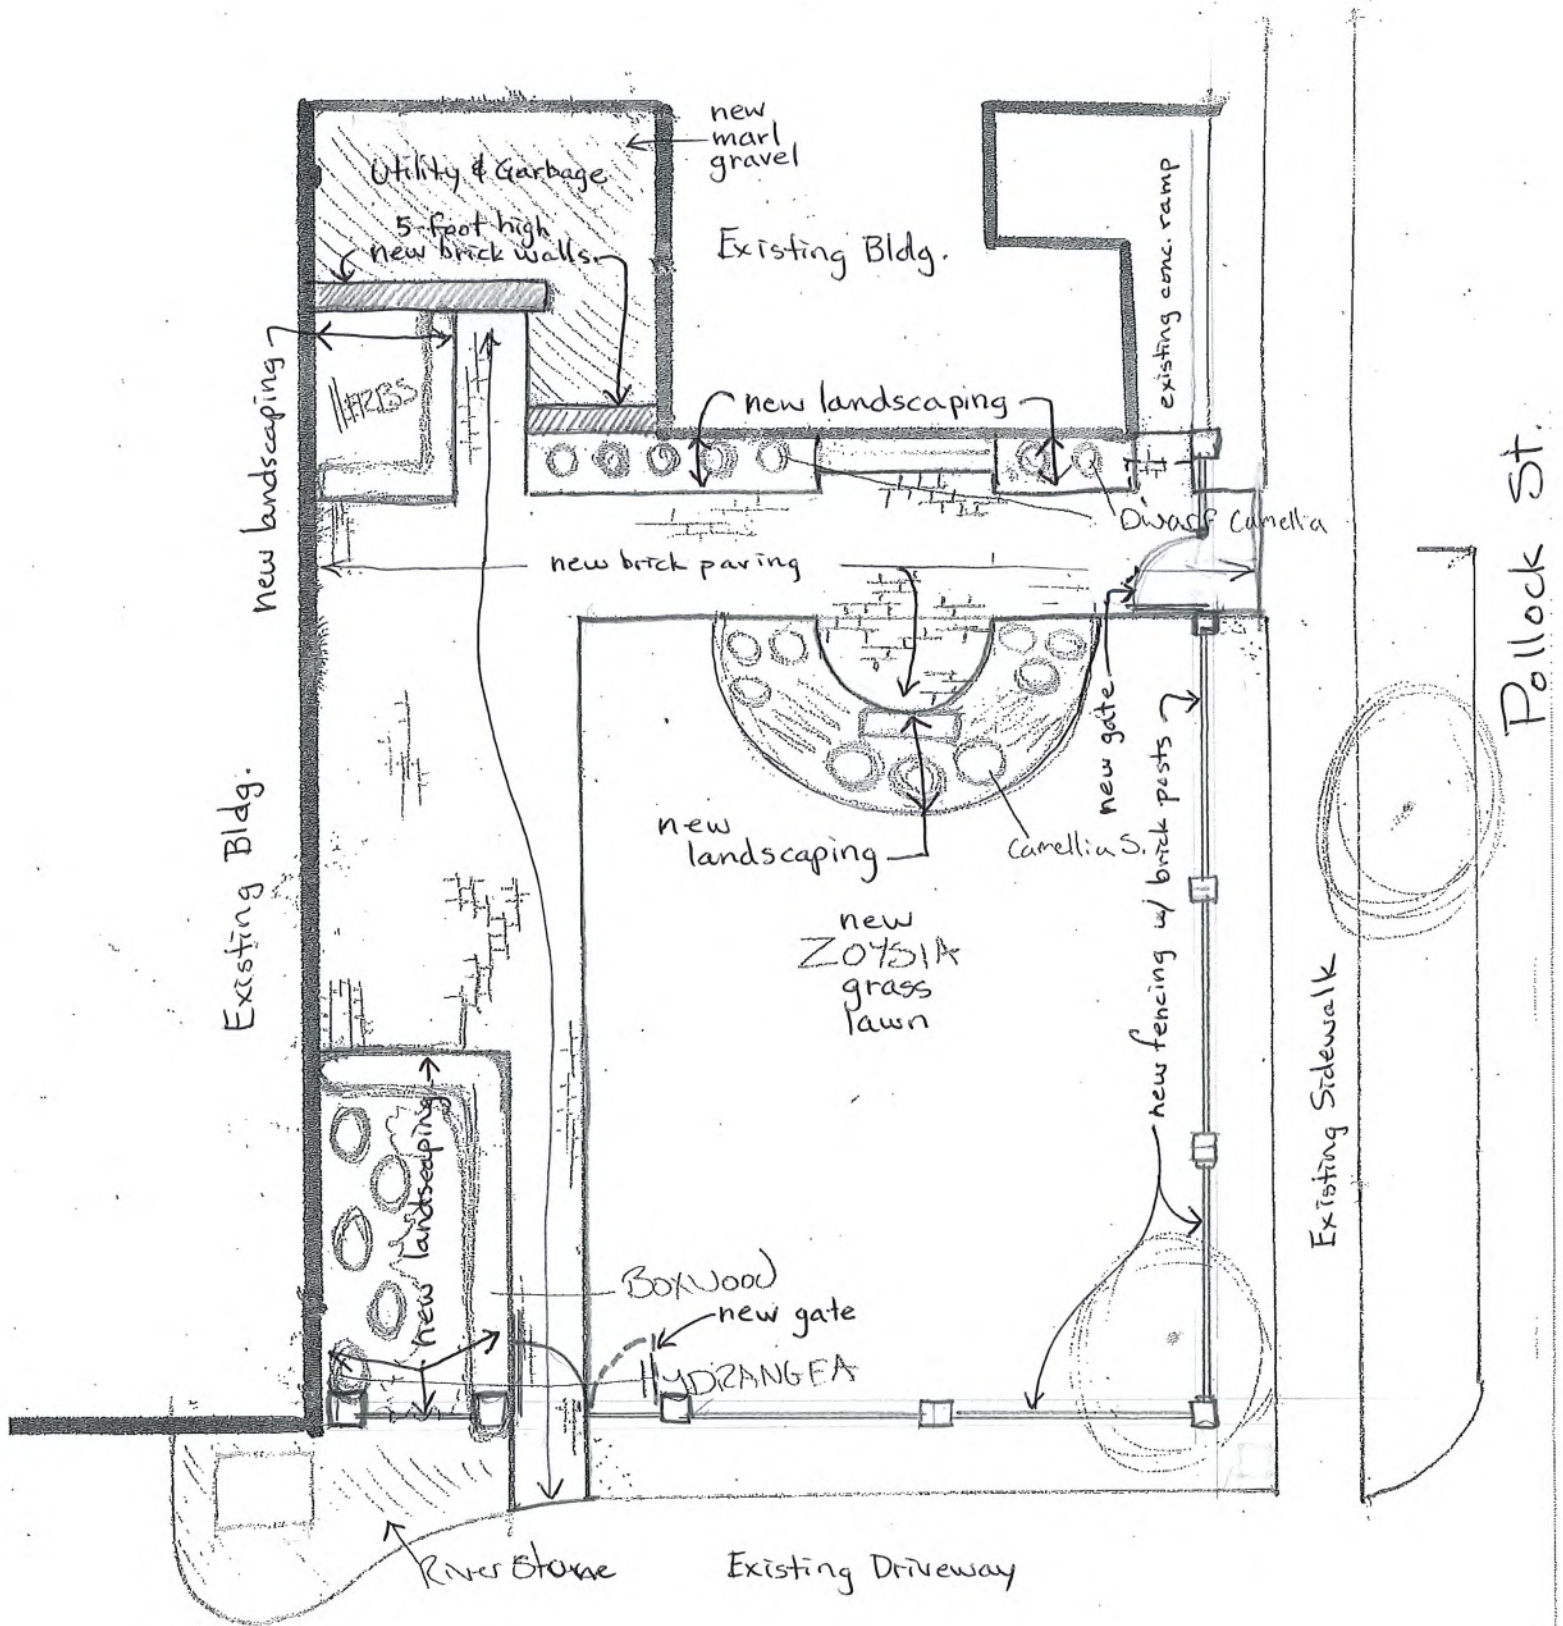 new
marl
gravel
Utility & Garbage
5-foot high
new brick walls
Existing Bldg.
existing conc. ramp
new landscaping
HERBS
new landscaping
Dwarf Camellia
new brick paving
Pollock St.
new gate
new fencing w/ brick posts
new
landscaping
Camellia S.
Existing Bldg.
new
ZOYSIA
grass
lawn
Existing Sidewalk
new landscaping
BOXWOOD
new gate
HYDRANGEA
River Stone
Existing Driveway